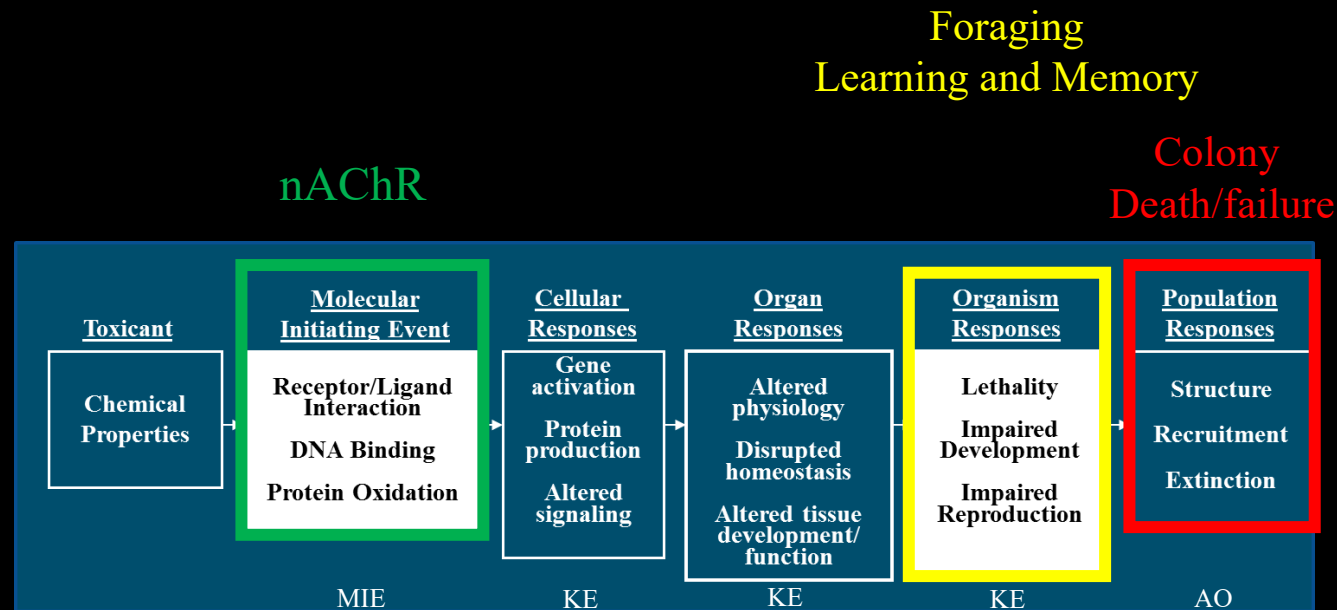 Foraging
Learning and Memory
Colony
Death/failure
nAChR
Toxicant
Chemical
Properties
Molecular
Initiating Event
Receptor/Ligand
Interaction
DNA Binding
Protein Oxidation
MIE
Cellular
Responses
Gene
activation
Protein
production
Altered
signaling
KE
Organ
Responses
Altered
physiology
Disrupted
homeostasis
Altered tissue
development/
function
KE
Organism
Responses
Lethality
Impaired
Development
Impaired
Reproduction
KE
Population
Responses
Structure
Recruitment
Extinction
AO